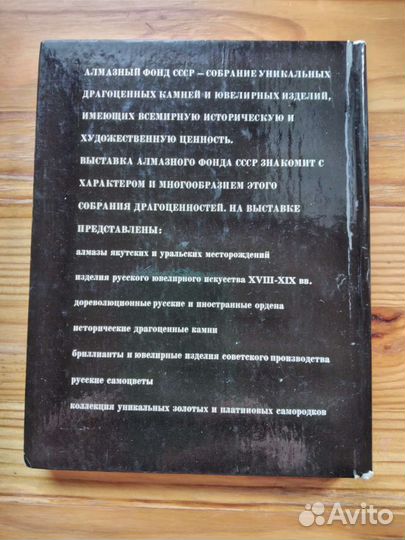 АЛМАЗНЫЙ ФОНД СССР – СОБРАНИЕ УНИКАЛЬНЫХ
ДРАГОЦЕННЫХ КАМНЕЙ И ЮВЕЛИРНЫХ ИЗДЕЛИЙ,
ИМЕЮЩИХ ВСЕМИРНУЮ ИСТОРИЧЕСКУЮ И
ХУДОЖЕСТВЕННУЮ ЦЕННОСТЬ.
ВЫСТАВКА АЛМАЗНОГО ФОНДА СССР ЗНАКОМИТ С
ХАРАКТЕРОМ И МНОГООБРАЗИЕМ ЭТОГО
СОБРАНИЯ ДРАГОЦЕННОСТЕЙ. НА ВЫСТАВКЕ
ПРЕДСТАВЛЕНЫ:
алмазы якутских и уральских месторождений
изделия русского ювелирного искусства XVIII-XIX вв.
дореволюционные русские и иностранные ордена
исторические драгоценные камни
бриллианты и ювелирные изделия советского производства
русские самоцветы
коллекция уникальных золотых и платиновых самородков
Avito